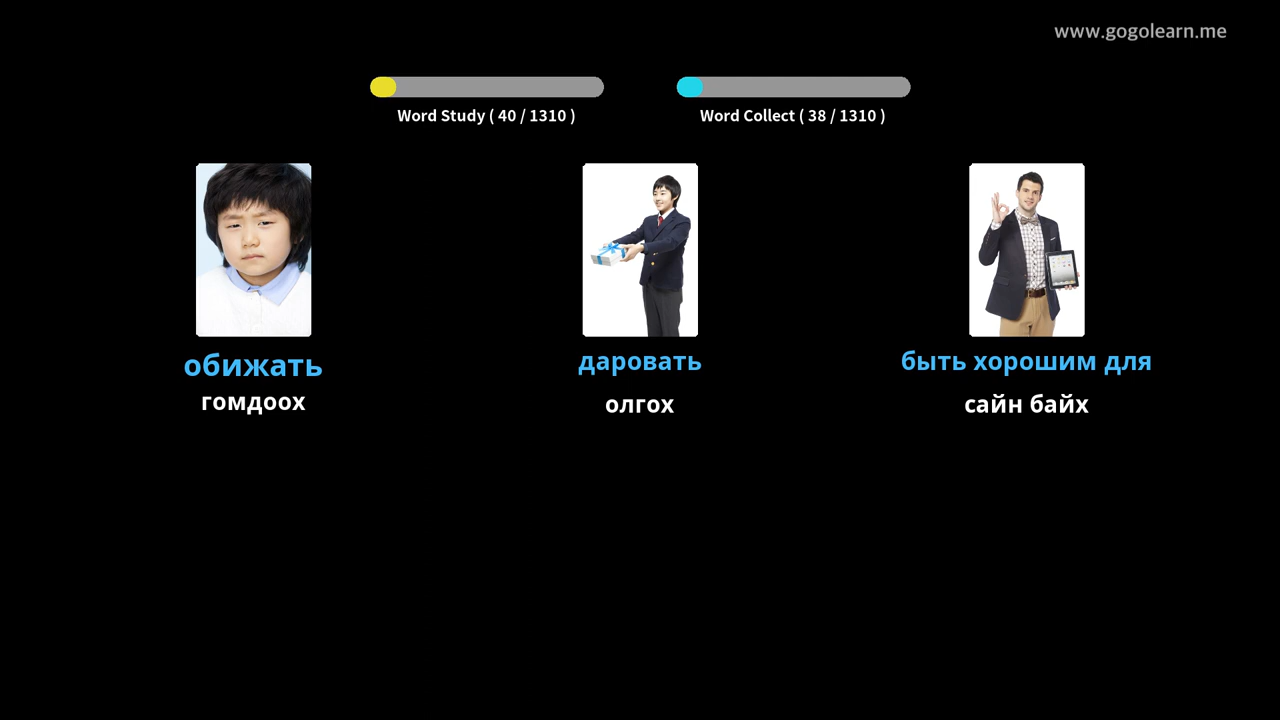 www.gogolearn.me
Word Study ( 40 / 1310 )
Word Collect ( 38 / 1310 )
обижать
гомдоох
даровать
олгох
быть хорошим для
сайн байх